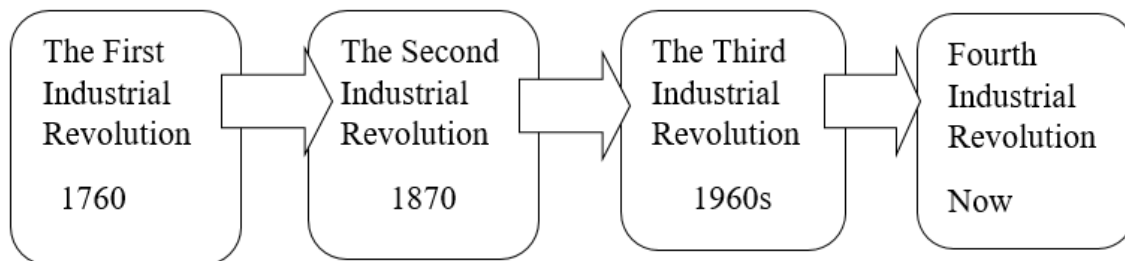 The First
Industrial
Revolution
1760
The Second
Industrial
Revolution
1870
The Third
Industrial
Revolution
1960s
Fourth
Industrial
Revolution
Now